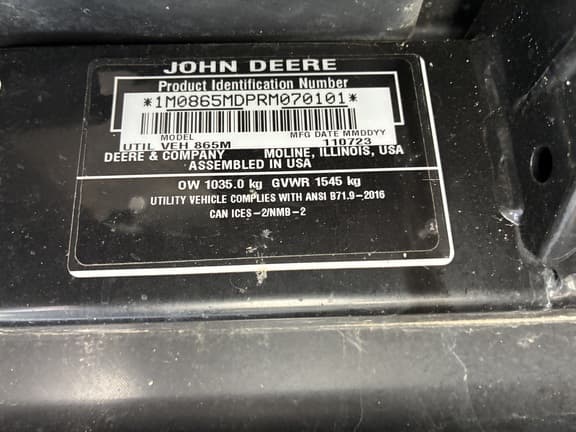 JOHN DEERE
Product Identification Number
*1M0865MDPRM070101*
MODEL MFG DATE MMDDYY
UTIL VEH 865M 110723
DEERE & COMPANY MOLINE, ILLINOIS, USA
ASSEMBLED IN USA
OW 1035.0 kg GVWR 1545 kg
UTILITY VEHICLE COMPLIES WITH ANSI B71.9-2016
CAN ICES-2/NMB-2